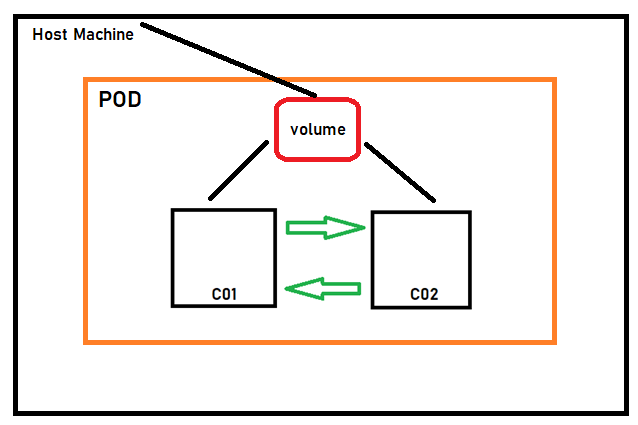 Host Machine
POD
volume
C01
C02